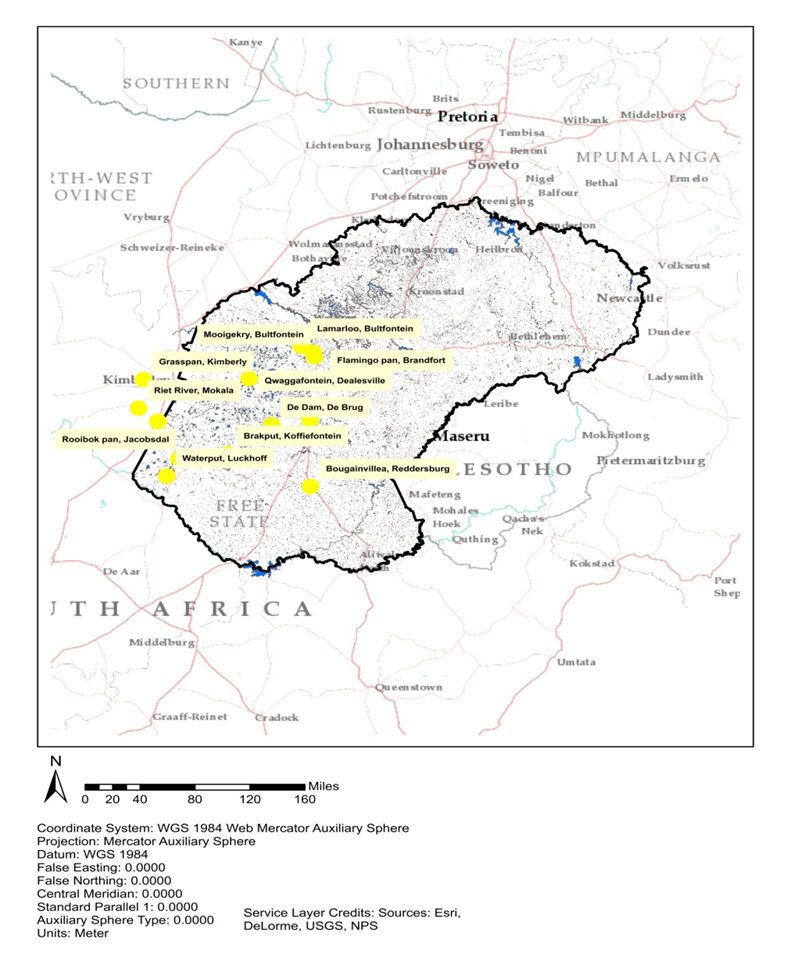 Kanye
SOUTHERN
Brits
Rustenburg
Pretoria
Witbank
Middelburg
Tembisa
Lichtenburg
Johannesburg
Benoni
MPUMALANGA
Soweto
RTH-WEST
OVINCE
Carltonville
Nigel
Bethal
Ermelo
Balfour
Potchefstroom
Vryburg
Schweizer-Reineke
Heilbron
Volksrust
Kroonstad
Newcastle
Bethlehem
Dundee
Lamarloo, Bultfontein
Mooigekry, Bultfontein
Grasspan, Kimberly
Flamingo pan, Brandfort
Qwaggafontein, Dealesville
Ladysmith
Riet River, Mokala
De Dam, De Brug
Leribe
Rooibok pan, Jacobsdal
Brakput, Koffiefontein
Maseru
Mokhotlong
Waterput, Luckhoff
Bougainvillea, Reddersburg
LESOTHO
Pietermaritzburg
FREE
STATE
Mafeteng
Mohales
Hoek
Qacha's
Nek
Quthing
De Aar
Kokstad
Port
Shep
UTH AFRICA
Middelburg
Umtata
Queenstown
Graaff-Reinet
Cradock
N
Miles
0 20 40 80 120 160
Coordinate System: WGS 1984 Web Mercator Auxiliary Sphere
Projection: Mercator Auxiliary Sphere
Datum: WGS 1984
False Easting: 0.0000
False Northing: 0.0000
Central Meridian: 0.0000
Standard Parallel 1: 0.0000
Auxiliary Sphere Type: 0.0000
Units: Meter
Service Layer Credits: Sources: Esri,
DeLorme, USGS, NPS